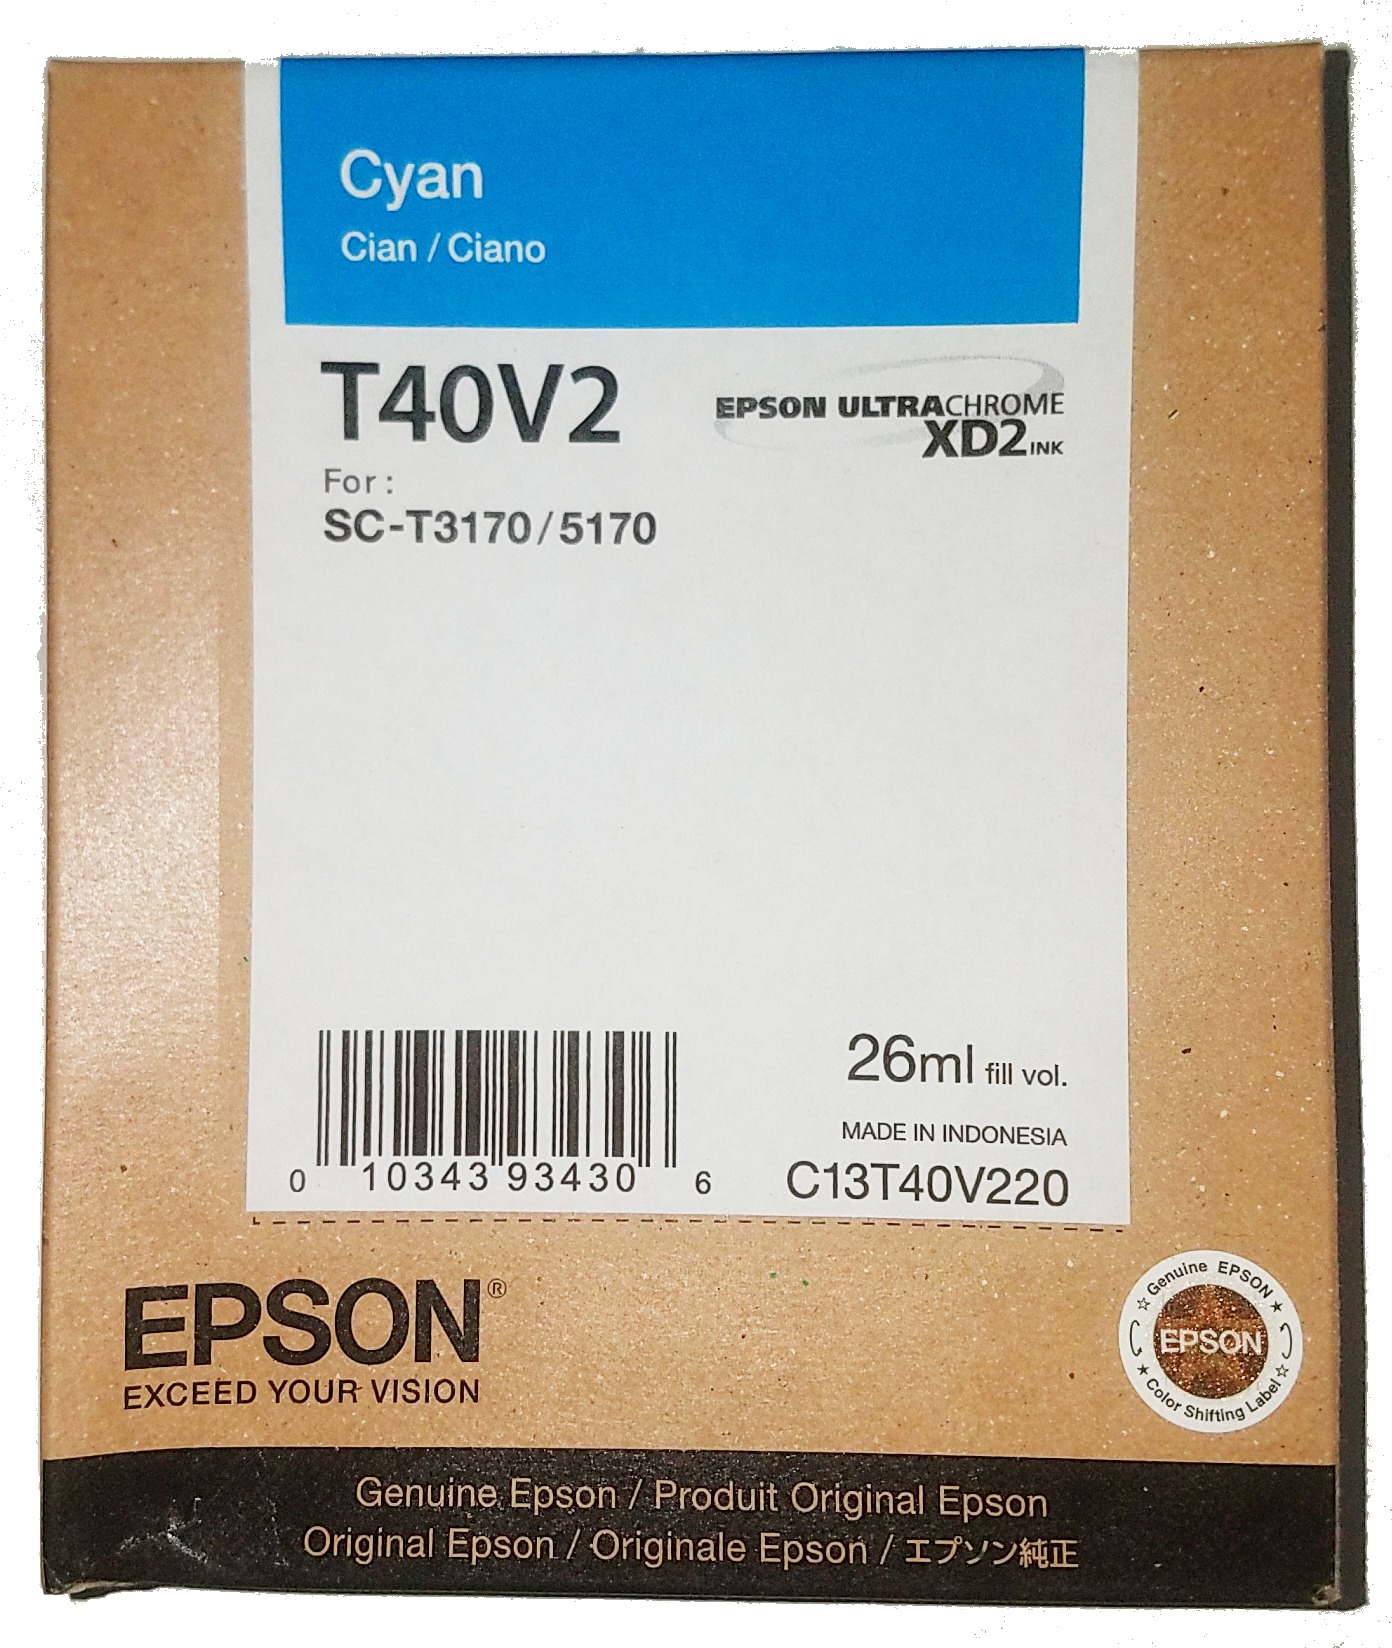 Cyan
Cian / Ciano
T40V2
EPSON ULTRACHROME
XD2 INK
For :
SC-T3170/5170
26ml fill vol.
MADE IN INDONESIA
0 10343 93430 6
C13T40V220
EPSON®
EXCEED YOUR VISION
☆ Genuine EPSON ★
EPSON
★ Color Shifting Label ☆
Genuine Epson / Produit Original Epson
Original Epson / Originale Epson / エプソン純正